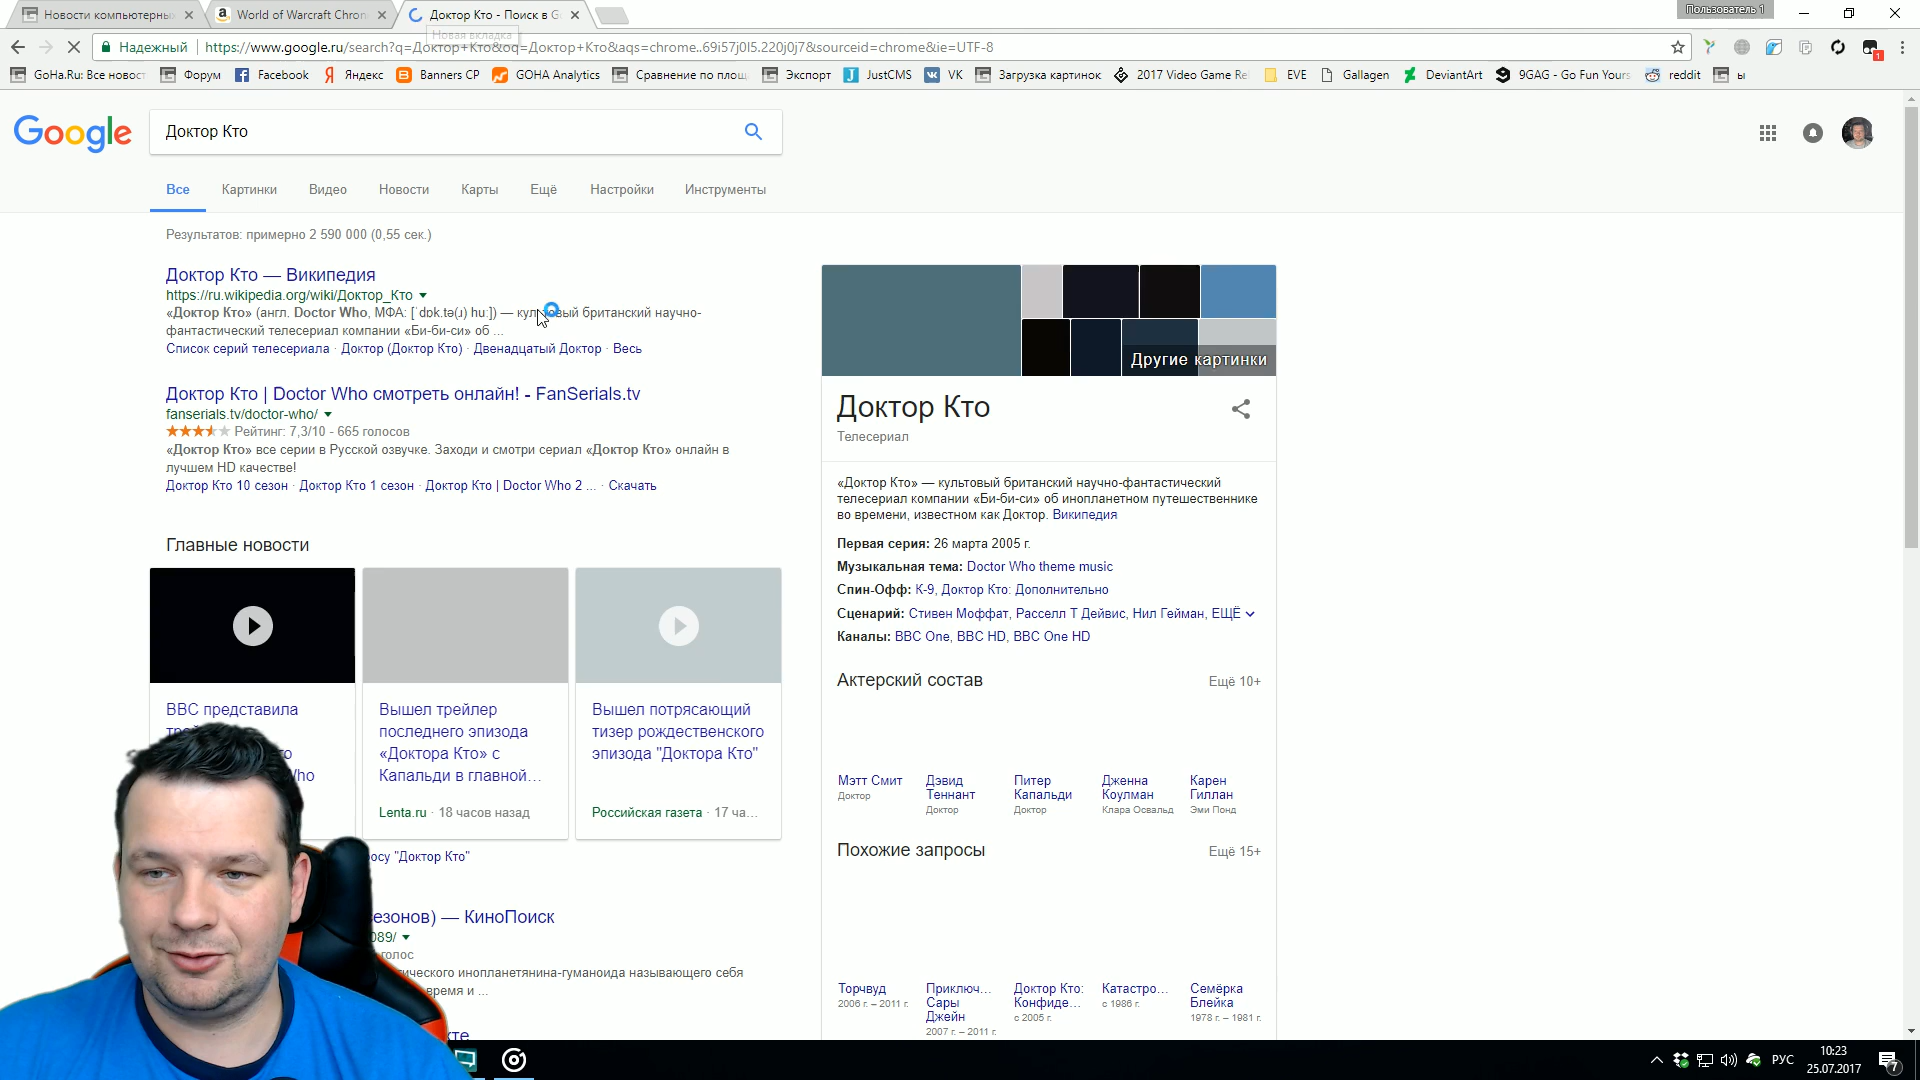 Новости компьютерны
World of Warcraft Chron
Доктор Кто - Поиск в G
Пользователь 1
Новая вкладка
Надежный
https://www.google.ru/search?q=Доктор+Кто&oq=Доктор+Кто&aqs=chrome..69i57j0l5.220j0j7&sourceid=chrome&ie=UTF-8
GoHa.Ru: Все новост Форум Facebook Яндекс Banners CP GOHA Analytics Сравнение по площ Экспорт JustCMS VK Загрузка картинок 2017 Video Game Rel EVE Gallagen DeviantArt 9GAG - Go Fun Yours reddit ы
Google
Доктор Кто
Все Картинки Видео Новости Карты Ещё Настройки Инструменты
Результатов: примерно 2 590 000 (0,55 сек.)
Доктор Кто — Википедия
https://ru.wikipedia.org/wiki/Доктор_Кто
«Доктор Кто» (англ. Doctor Who, МФА: [ˈdɒk.tə(ɹ) huː]) — культовый британский научно-
фантастический телесериал компании «Би-би-си» об ...
Список серий телесериала · Доктор (Доктор Кто) · Двенадцатый Доктор · Весь
Доктор Кто | Doctor Who смотреть онлайн! - FanSerials.tv
fanserials.tv/doctor-who/
Рейтинг: 7,3/10 - 665 голосов
«Доктор Кто» все серии в Русской озвучке. Заходи и смотри сериал «Доктор Кто» онлайн в
лучшем HD качестве!
Доктор Кто 10 сезон · Доктор Кто 1 сезон · Доктор Кто | Doctor Who 2 ... · Скачать
Главные новости
BBC представила
Вышел трейлер
последнего эпизода
«Доктора Кто» с
Капальди в главной…
Lenta.ru · 18 часов назад
Вышел потрясающий
тизер рождественского
эпизода "Доктора Кто"
Российская газета · 17 ча…
осу "Доктор Кто"
езонов) — КиноПоиск
089/
голос
ического инопланетянина-гуманоида называющего себя
время и ...
кте
Другие картинки
Доктор Кто
Телесериал
«Доктор Кто» — культовый британский научно-фантастический
телесериал компании «Би-би-си» об инопланетном путешественнике
во времени, известном как Доктор. Википедия
Первая серия: 26 марта 2005 г.
Музыкальная тема: Doctor Who theme music
Спин-Офф: К-9, Доктор Кто: Дополнительно
Сценарий: Стивен Моффат, Расселл Т Дейвис, Нил Гейман, ЕЩЁ
Каналы: BBC One, BBC HD, BBC One HD
Актерский состав
Ещё 10+
Мэтт Смит
Доктор
Дэвид
Теннант
Доктор
Питер
Капальди
Доктор
Дженна
Коулман
Клара Освальд
Карен
Гиллан
Эми Понд
Похожие запросы
Ещё 15+
Торчвуд
2006 г. – 2011 г.
Приключ…
Сары
Джейн
2007 г. – 2011 г.
Доктор Кто:
Конфиде…
с 2005 г.
Катастро…
с 1986 г.
Семёрка
Блейка
1978 г. – 1981 г.
РУС
10:23
25.07.2017
7